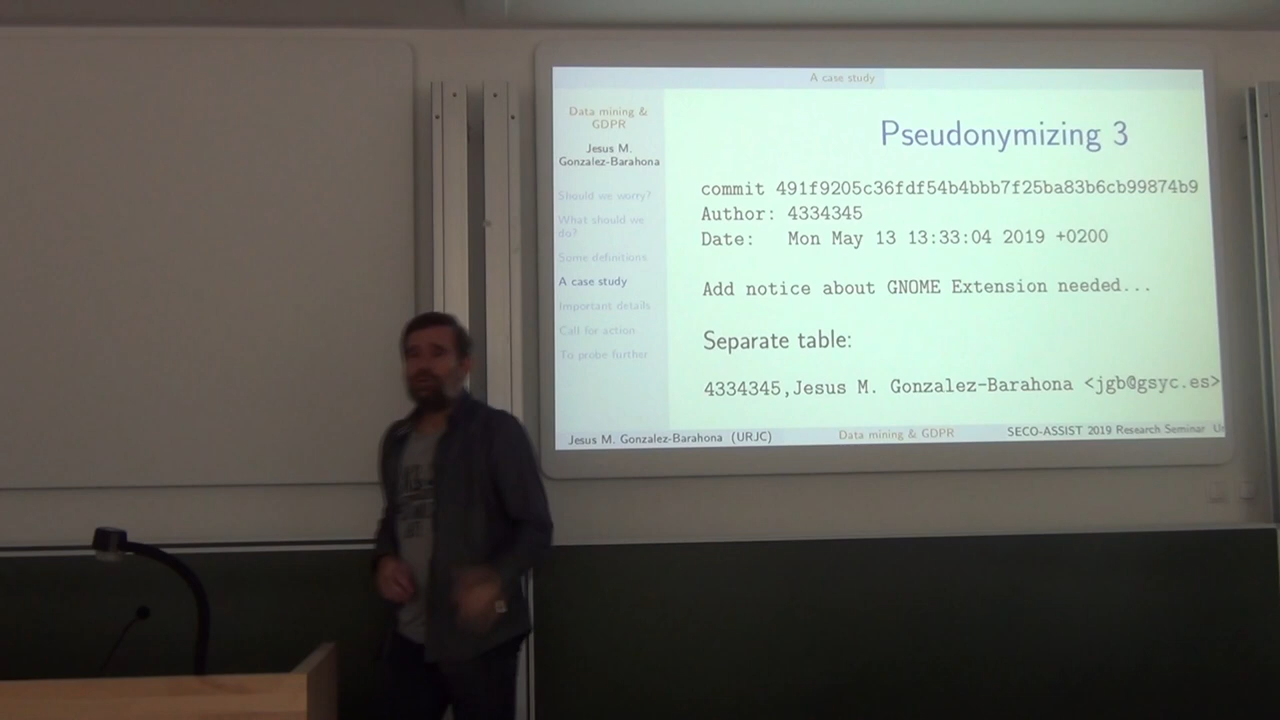 A case study
Data mining &
GDPR
Jesus M.
Gonzalez-Barahona
Should we worry?
What should we
do?
Some definitions
A case study
Important details
Call for action
To probe further
Pseudonymizing 3
commit 491f9205c36fdf54b4bbb7f25ba83b6cb99874b9
Author: 4334345
Date: Mon May 13 13:33:04 2019 +0200
Add notice about GNOME Extension needed...
Separate table:
4334345,Jesus M. Gonzalez-Barahona <jgb@gsyc.es>
Jesus M. Gonzalez-Barahona (URJC)
Data mining & GDPR
SECO-ASSIST 2019 Research Seminar